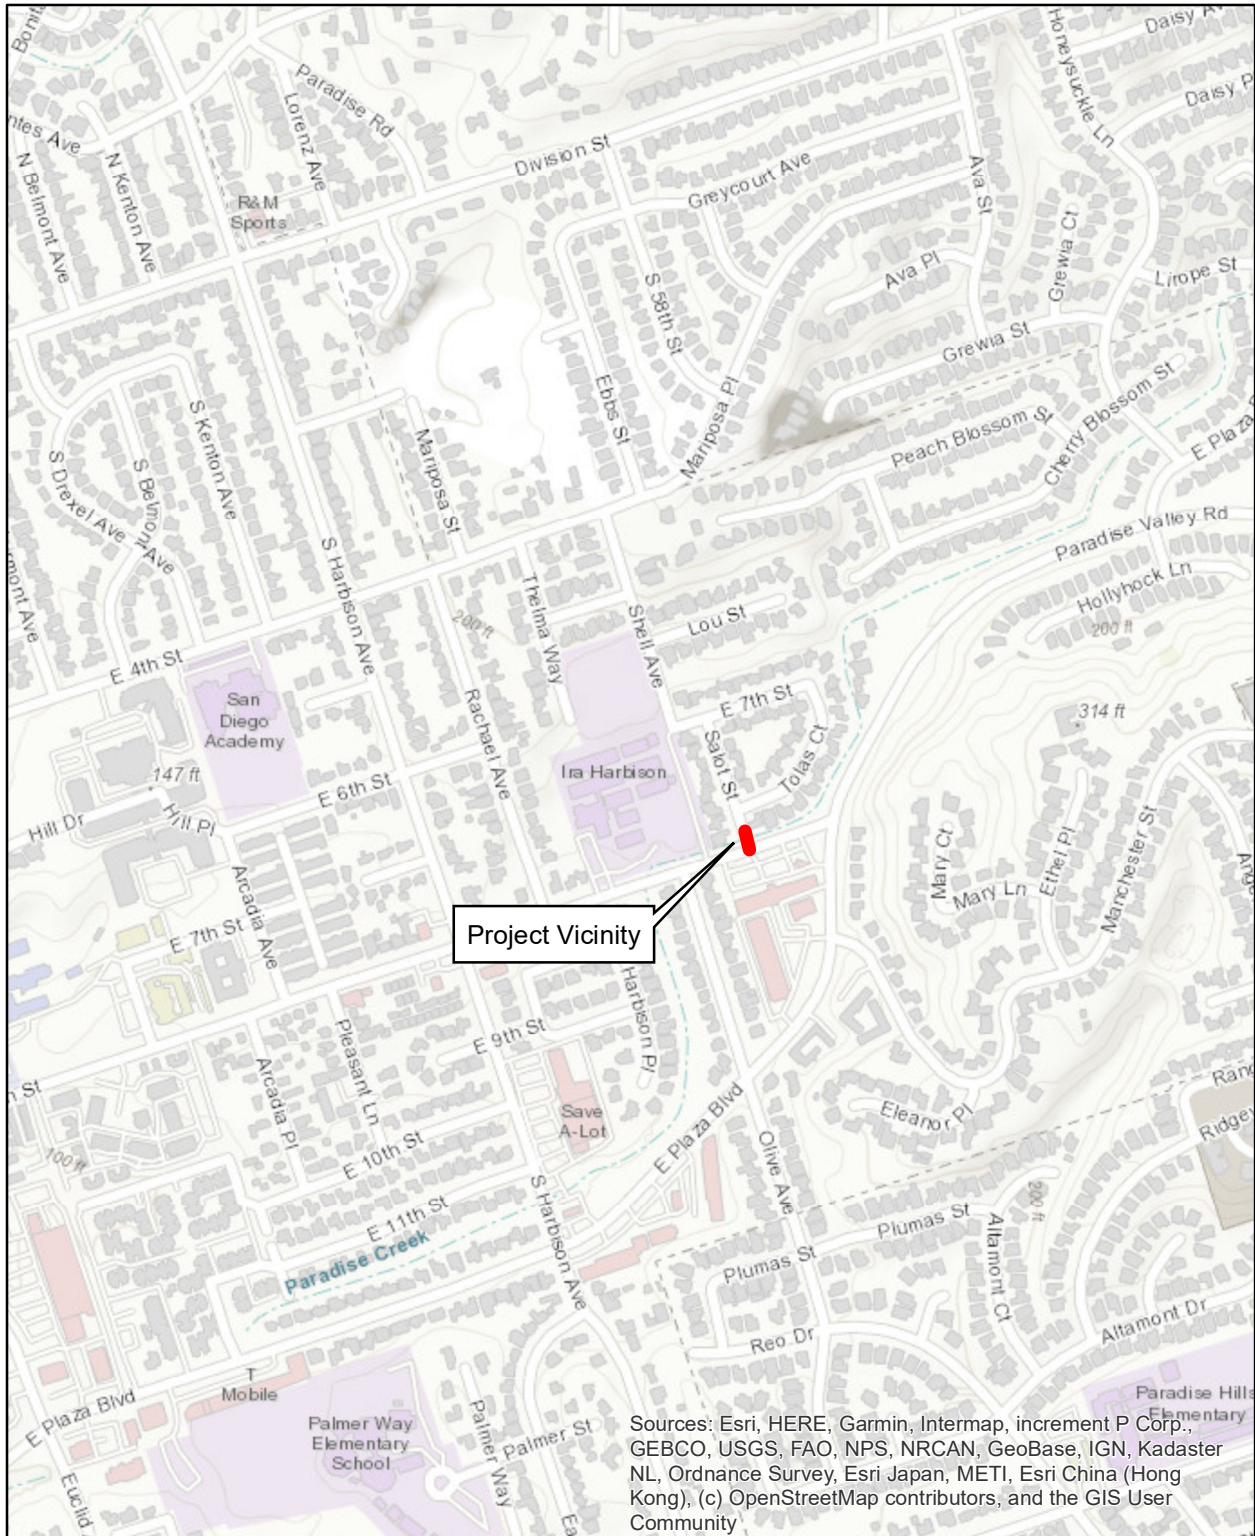 Daisy Av
Honeysuckle Ln
Daisy P
Paradise Rd
Lorenz Ave
ntes Ave
Division St
Greycourt Ave
N Belmont Ave
N Kenton Ave
R&M
Sports
Ava St
Grewia Ct
Ava Pl
Lirope St
S 58th St
Grewia St
Ebbs St
Mariposa Pl
Cherry Blossom St
Peach Blossom St
E Plaza
S Kenton Ave
Mariposa St
S Drexel Ave
S Belmont Ave
Paradise Valley Rd
Hollyhock Ln
200 ft
S Harbison Ave
mont Ave
200 ft
Thelma Way
Shell Ave
Lou St
E 4th St
San
Diego
Academy
Rachael Ave
E 7th St
314 ft
Salot St
Tolas Ct
Ira Harbison
147 ft
E 6th St
Hill Dr
Hill Pl
Mary Ct
Mary Ln
Ethel Pl
Manchester St
Arcadia Ave
E 7th St
Project Vicinity
Harbison Pl
Pleasant Ln
E 9th St
Arcadia Pl
Save
A-Lot
E Plaza Blvd
Eleanor Pl
Rang
Ridge
100 ft
E 10th St
Olive Ave
200 ft
E 11th St
Paradise Creek
S Harbison Ave
Plumas St
Plumas St
Altamont Ct
Reo Dr
Altamont Dr
T
Mobile
E Plaza Blvd
Palmer Way
Elementary
School
Palmer Way
Palmer St
Paradise Hills
Elementary
Euclid
Ea
Sources: Esri, HERE, Garmin, Intermap, increment P Corp.,
GEBCO, USGS, FAO, NPS, NRCAN, GeoBase, IGN, Kadaster
NL, Ordnance Survey, Esri Japan, METI, Esri China (Hong
Kong), (c) OpenStreetMap contributors, and the GIS User
Community